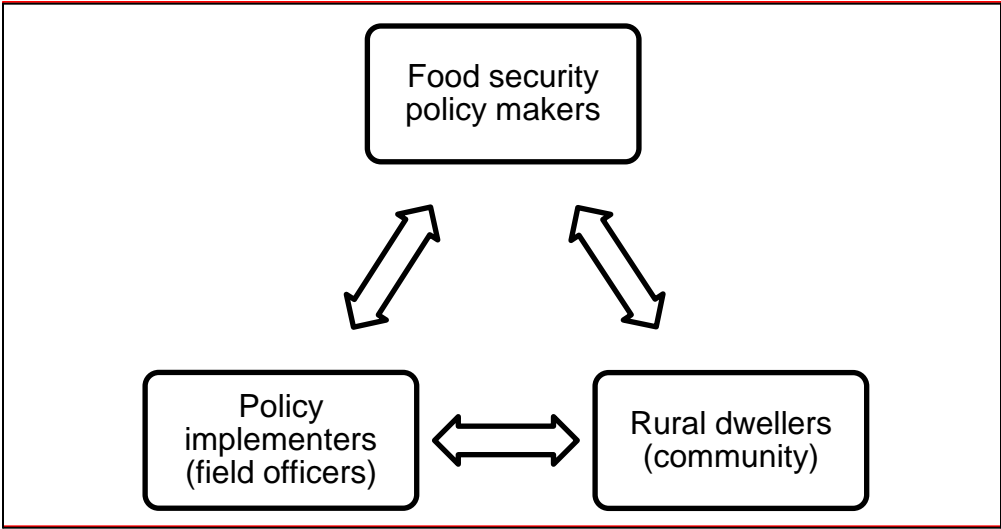 Food security
policy makers
Policy
implementers
(field officers)
Rural dwellers
(community)